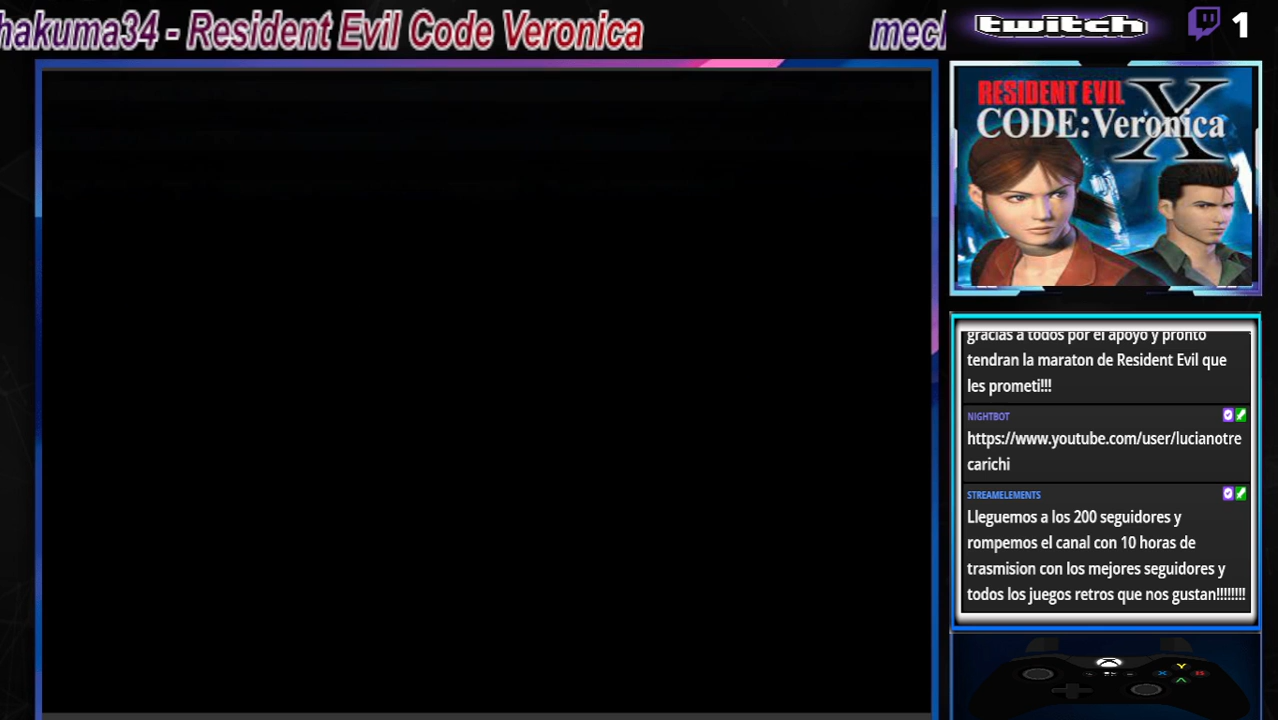 hakuma34 - Resident Evil Code Veronica
mecl
twitch
1
RESIDENT EVIL
CODE:Veronica
X
gracias a todos por el apoyo y pronto
tendran la maraton de Resident Evil que
les prometi!!!
NIGHTBOT
https://www.youtube.com/user/lucianotre
carichi
STREAMELEMENTS
Lleguemos a los 200 seguidores y
rompemos el canal con 10 horas de
trasmision con los mejores seguidores y
todos los juegos retros que nos gustan!!!!!!!!
Y
X
B
A